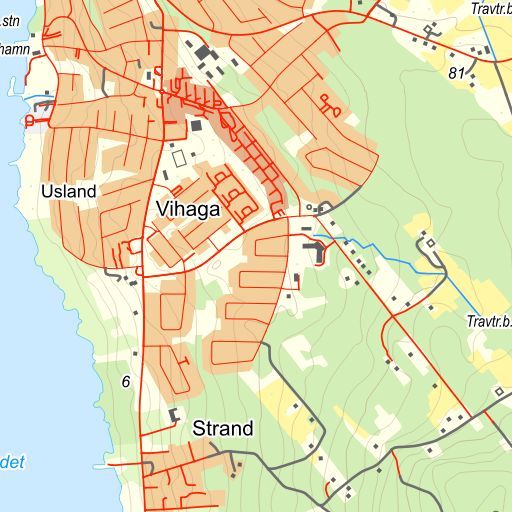 .stn
hamn
Travtr.b
81
Usland
Vihaga
Travtr.b.
6
Strand
det